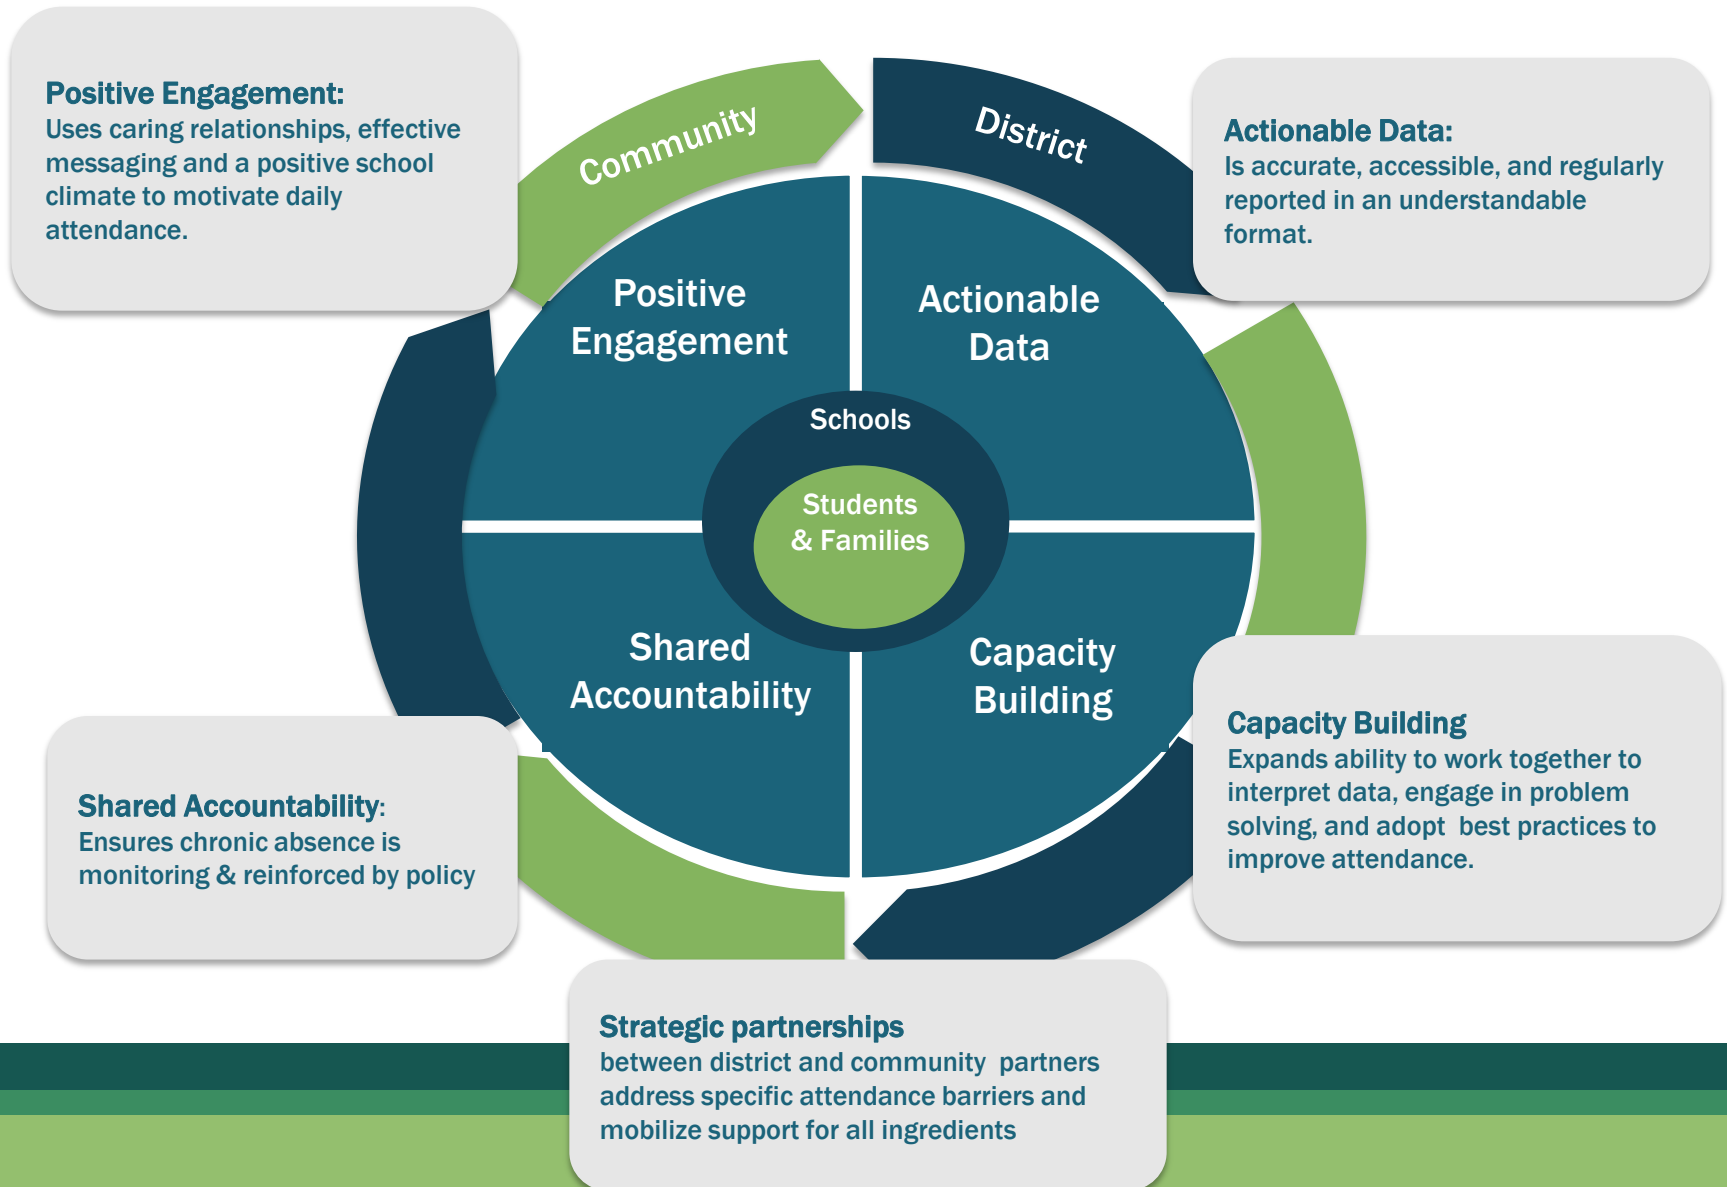 Positive Engagement:
Uses caring relationships, effective
messaging and a positive school
climate to motivate daily
attendance.
Community
District
Actionable Data:
Is accurate, accessible, and regularly
reported in an understandable
format.
Positive
Engagement
Actionable
Data
Schools
Students
& Families
Shared
Accountability
Capacity
Building
Shared Accountability:
Ensures chronic absence is
monitoring & reinforced by policy
Capacity Building
Expands ability to work together to
interpret data, engage in problem
solving, and adopt  best practices to
improve attendance.
Strategic partnerships
between district and community  partners
address specific attendance barriers and
mobilize support for all ingredients